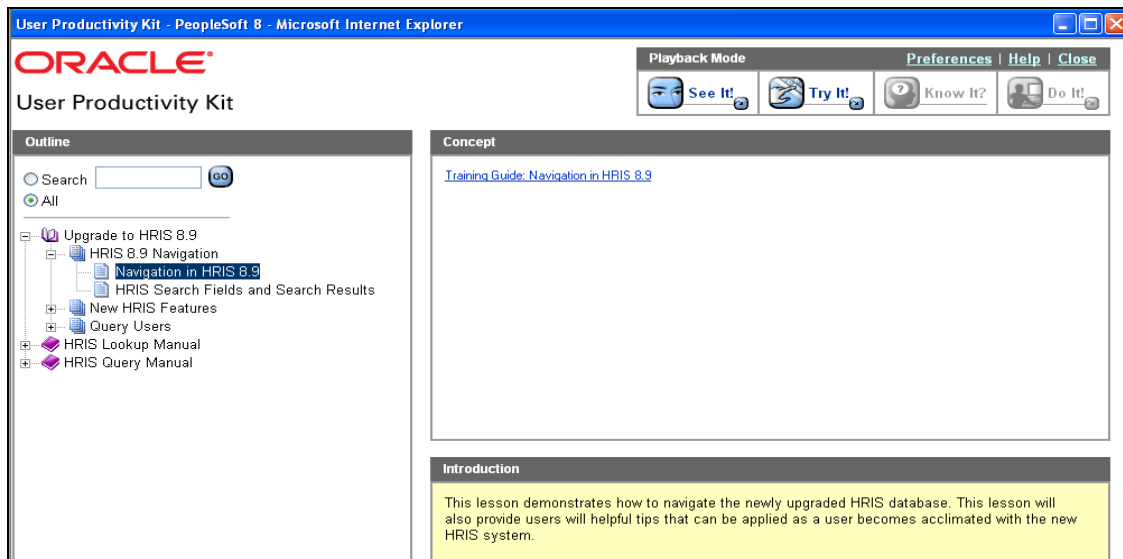 User Productivity Kit - PeopleSoft 8 - Microsoft Internet Explorer
ORACLE®
User Productivity Kit
Playback Mode
Preferences | Help | Close
See It!
Try It!
Know It?
Do It!
Outline
Search
GO
All
Upgrade to HRIS 8.9
HRIS 8.9 Navigation
Navigation in HRIS 8.9
HRIS Search Fields and Search Results
New HRIS Features
Query Users
HRIS Lookup Manual
HRIS Query Manual
Concept
Training Guide: Navigation in HRIS 8.9
Introduction
This lesson demonstrates how to navigate the newly upgraded HRIS database. This lesson will
also provide users will helpful tips that can be applied as a user becomes acclimated with the new
HRIS system.